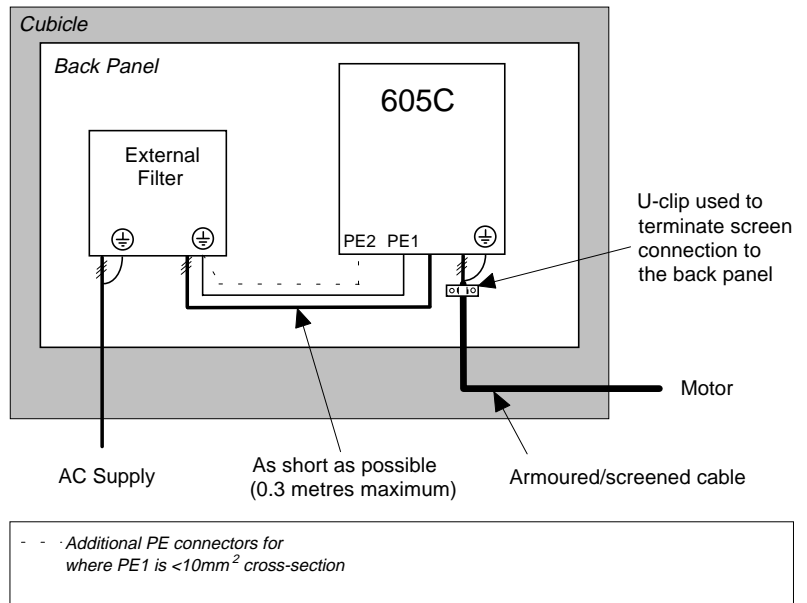 Cubicle
Back Panel
605C
External
Filter
U-clip used to
terminate screen
connection to
the back panel
PE2 PE1
Motor
AC Supply
As short as possible
(0.3 metres maximum)
Armoured/screened cable
- - - Additional PE connectors for
where PE1 is <10mm² cross-section